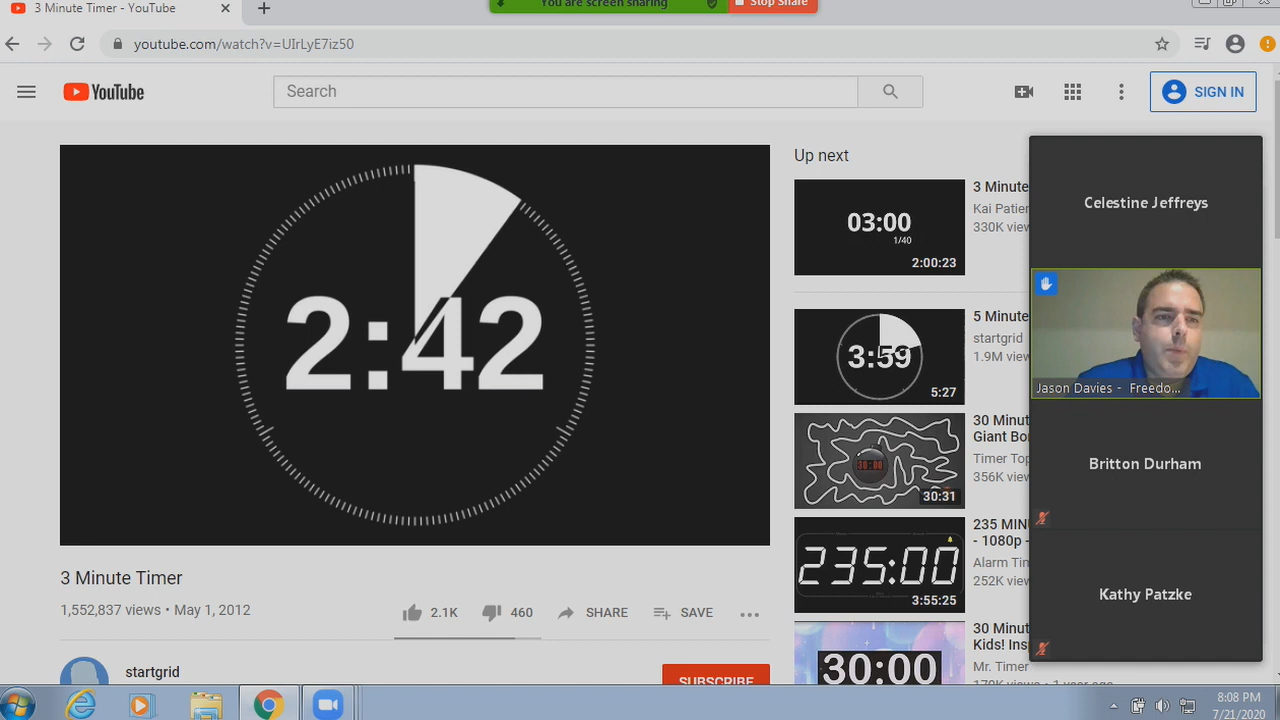 3 Minute Timer - YouTube
You are screen sharing
Stop Share
youtube.com/watch?v=UIrLyE7iz50
YouTube
Search
SIGN IN
2:42
Up next
03:00
1/40
2:00:23
3 Minute
Kai Patien
330K view
3:59
5:27
5 Minute
startgrid
1.9M view
30:00
30:31
30 Minut
Giant Bo
Timer Top
356K view
235:00
3:55:25
235 MIN
- 1080p -
Alarm Tim
252K view
30:00
30 Minut
Kids! Ins
Mr. Timer
Celestine Jeffreys
Jason Davies - Freedo...
Britton Durham
Kathy Patzke
3 Minute Timer
1,552,837 views • May 1, 2012
2.1K
460
SHARE
SAVE
startgrid
SUBSCRIBE
8:08 PM
7/21/2020